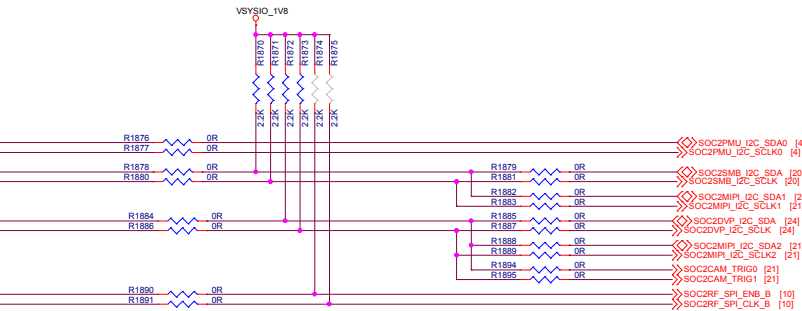 VSYSIO_1V8
R1870
R1871
R1872
R1873
R1874
R1875
2.2K
2.2K
2.2K
2.2K
2.2K
2.2K
R1876 0R SOC2PMU_I2C_SDA0 [4
R1877 0R SOC2PMU_I2C_SCLK0 [4]
R1878 0R R1879 0R SOC2SMB_I2C_SDA [20
R1880 0R R1881 0R SOC2SMB_I2C_SCLK [20]
R1882 0R SOC2MIPI_I2C_SDA1 [2
R1883 0R SOC2MIPI_I2C_SCLK1 [21
R1884 0R R1885 0R SOC2DVP_I2C_SDA [24]
R1886 0R R1887 0R SOC2DVP_I2C_SCLK [24]
R1888 0R SOC2MIPI_I2C_SDA2 [21
R1889 0R SOC2MIPI_I2C_SCLK2 [21]
R1894 0R SOC2CAM_TRIG0 [21]
R1895 0R SOC2CAM_TRIG1 [21]
R1890 0R SOC2RF_SPI_ENB_B [10]
R1891 0R SOC2RF_SPI_CLK_B [10]